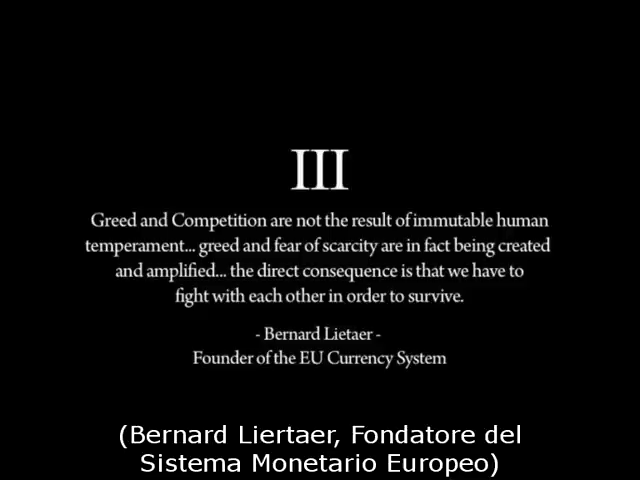 III
Greed and Competition are not the result of immutable human
temperament... greed and fear of scarcity are in fact being created
and amplified... the direct consequence is that we have to
fight with each other in order to survive.
- Bernard Lietaer -
Founder of the EU Currency System
(Bernard Liertaer, Fondatore del
Sistema Monetario Europeo)